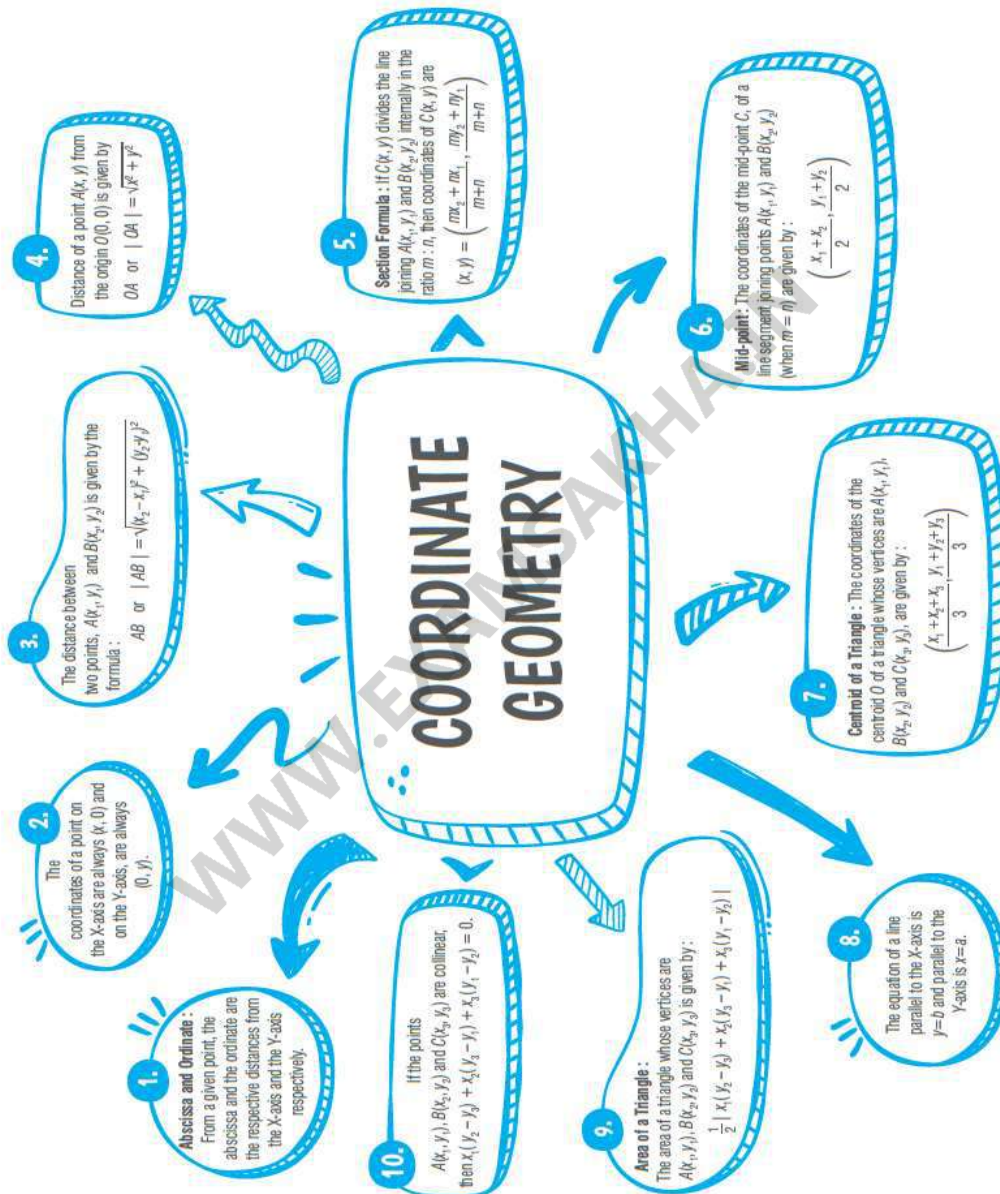 COORDINATE
GEOMETRY
1.
Abscissa and Ordinate :
From a given point, the
abscissa and the ordinate are
the respective distances from
the X-axis and the Y-axis
respectively.
2.
The
coordinates of a point on
the X-axis are always (x, 0) and
on the Y-axis, are always
(0, y).
3.
The distance between
two points, A(x₁, y₁) and B(x₂, y₂) is given by the
formula :
AB or | AB | = √(x₂ – x₁)² + (y₂-y₁)²
4.
Distance of a point A(x, y) from
the origin O(0, 0) is given by
OA or | OA | = √x² + y²
5.
Section Formula : If C(x, y) divides the line
joining A(x₁, y₁) and B(x₂, y₂) internally in the
ratio m : n, then coordinates of C(x, y) are
(x, y) = ( mx₂ + nx₁ / m+n , my₂ + ny₁ / m+n )
6.
Mid-point : The coordinates of the mid-point C, of a
line segment joining points A(x₁, y₁) and B(x₂, y₂)
(when m = n) are given by :
( x₁ + x₂ / 2 , y₁ + y₂ / 2 )
7.
Centroid of a Triangle : The coordinates of the
centroid O of a triangle whose vertices are A(x₁, y₁),
B(x₂, y₂) and C(x₃, y₃), are given by :
( x₁ +x₂+x₃ / 3 , y₁ +y₂+y₃ / 3 )
8.
The equation of a line
parallel to the X-axis is
y=b and parallel to the
Y-axis is x=a.
9.
Area of a Triangle :
The area of a triangle whose vertices are
A(x₁, y₁), B(x₂, y₂) and C(x₃, y₃) is given by :
1/2 | x₁(y₂ – y₃) + x₂(y₃ – y₁) + x₃(y₁ – y₂) |
10.
If the points
A(x₁, y₁), B(x₂, y₂) and C(x₃, y₃) are collinear,
then x₁(y₂ – y₃) + x₂(y₃ – y₁) + x₃(y₁ – y₂) = 0.
WWW.EXAMSAKHA.IN